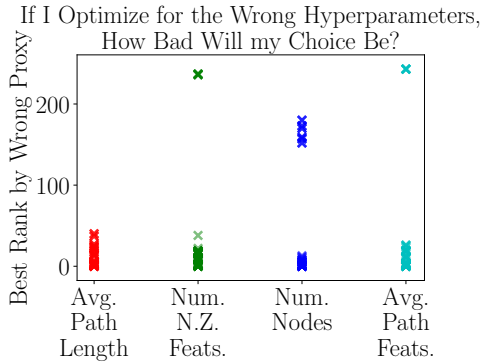 If I Optimize for the Wrong Hyperparameters,
How Bad Will my Choice Be?
Best Rank by Wrong Proxy
200
100
0
Avg.
Path
Length
Num.
N.Z.
Feats.
Num.
Nodes
Avg.
Path
Feats.